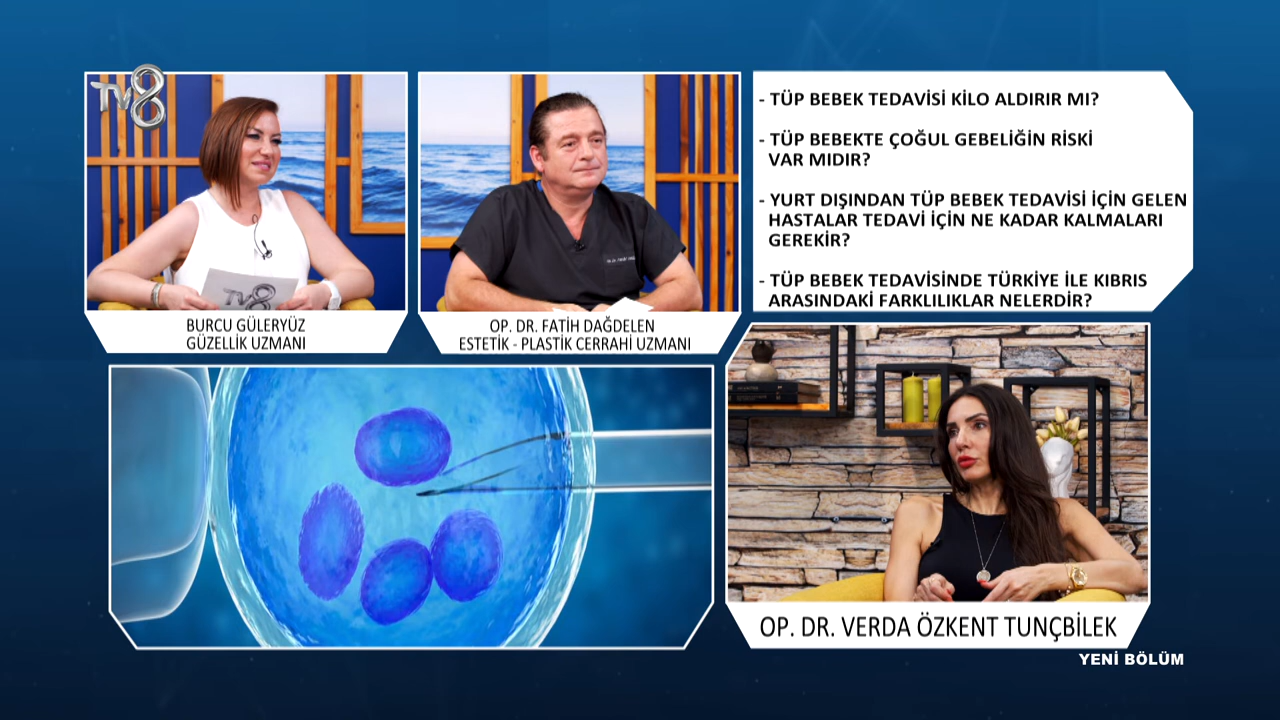 TV8
- TÜP BEBEK TEDAVİSİ KİLO ALDIRIR MI?
- TÜP BEBEKTE ÇOĞUL GEBELİĞİN RİSKİ
VAR MIDIR?
- YURT DIŞINDAN TÜP BEBEK TEDAVİSİ İÇİN GELEN
HASTALAR TEDAVİ İÇİN NE KADAR KALMALARI
GEREKİR?
- TÜP BEBEK TEDAVİSİNDE TÜRKİYE İLE KIBRIS
ARASINDAKİ FARKLILIKLAR NELERDİR?
TV8
BURCU GÜLERYÜZ
GÜZELLİK UZMANI
OP. DR. FATİH DAĞDELEN
ESTETİK - PLASTİK CERRAHİ UZMANI
OP. DR. VERDA ÖZKENT TUNÇBİLEK
YENİ BÖLÜM